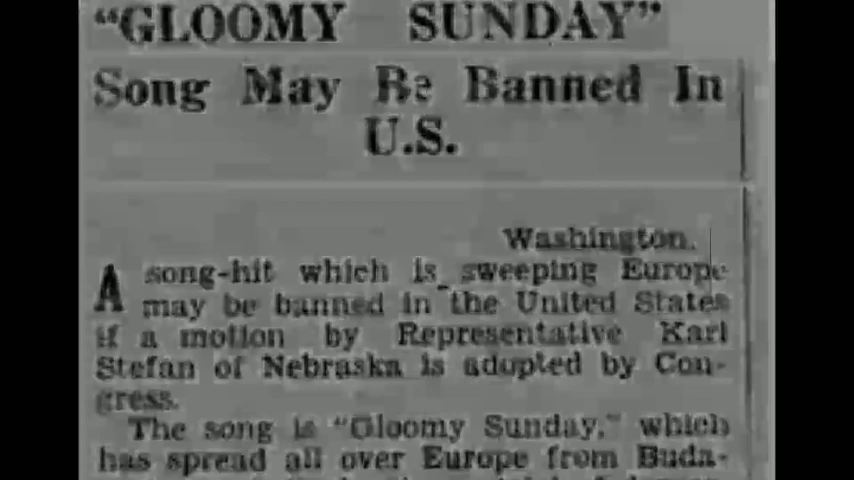 "GLOOMY SUNDAY"
Song May Be Banned In
U.S.
Washington.
A song-hit which is sweeping Europe
may be banned in the United States
if a motion by Representative Karl
Stefan of Nebraska is adopted by Con-
gress.
The song is "Gloomy Sunday," which
has spread all over Europe from Buda-